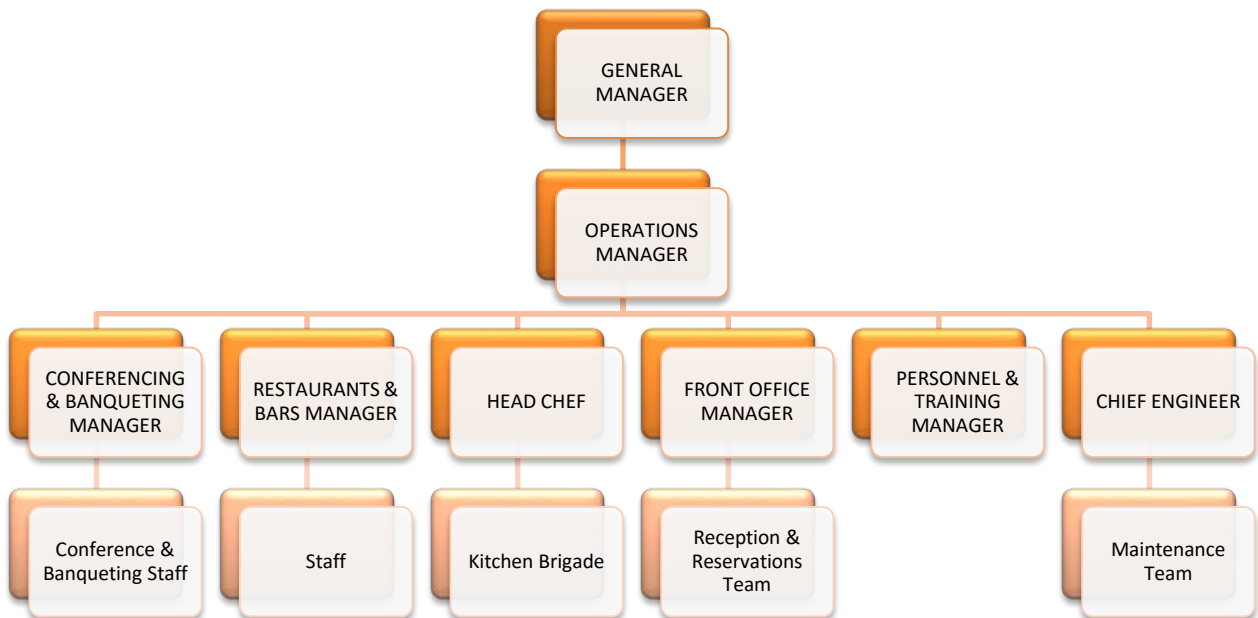 GENERAL
MANAGER
OPERATIONS
MANAGER
CONFERENCING
& BANQUETING
MANAGER
RESTAURANTS &
BARS MANAGER
HEAD CHEF
FRONT OFFICE
MANAGER
PERSONNEL &
TRAINING
MANAGER
CHIEF ENGINEER
Conference &
Banqueting Staff
Staff
Kitchen Brigade
Reception &
Reservations
Team
Maintenance
Team